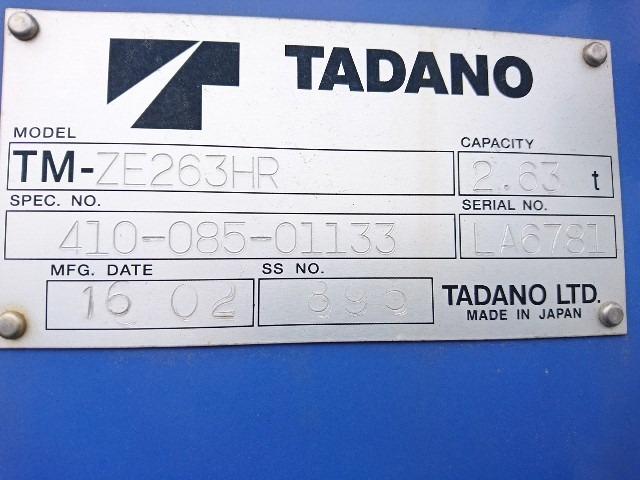 TADANO
MODEL
TM-ZE263HR
CAPACITY
2.63 t
SPEC. NO.
410-085-01133
SERIAL NO.
LA6781
MFG. DATE
16 02
SS NO.
TADANO LTD.
MADE IN JAPAN